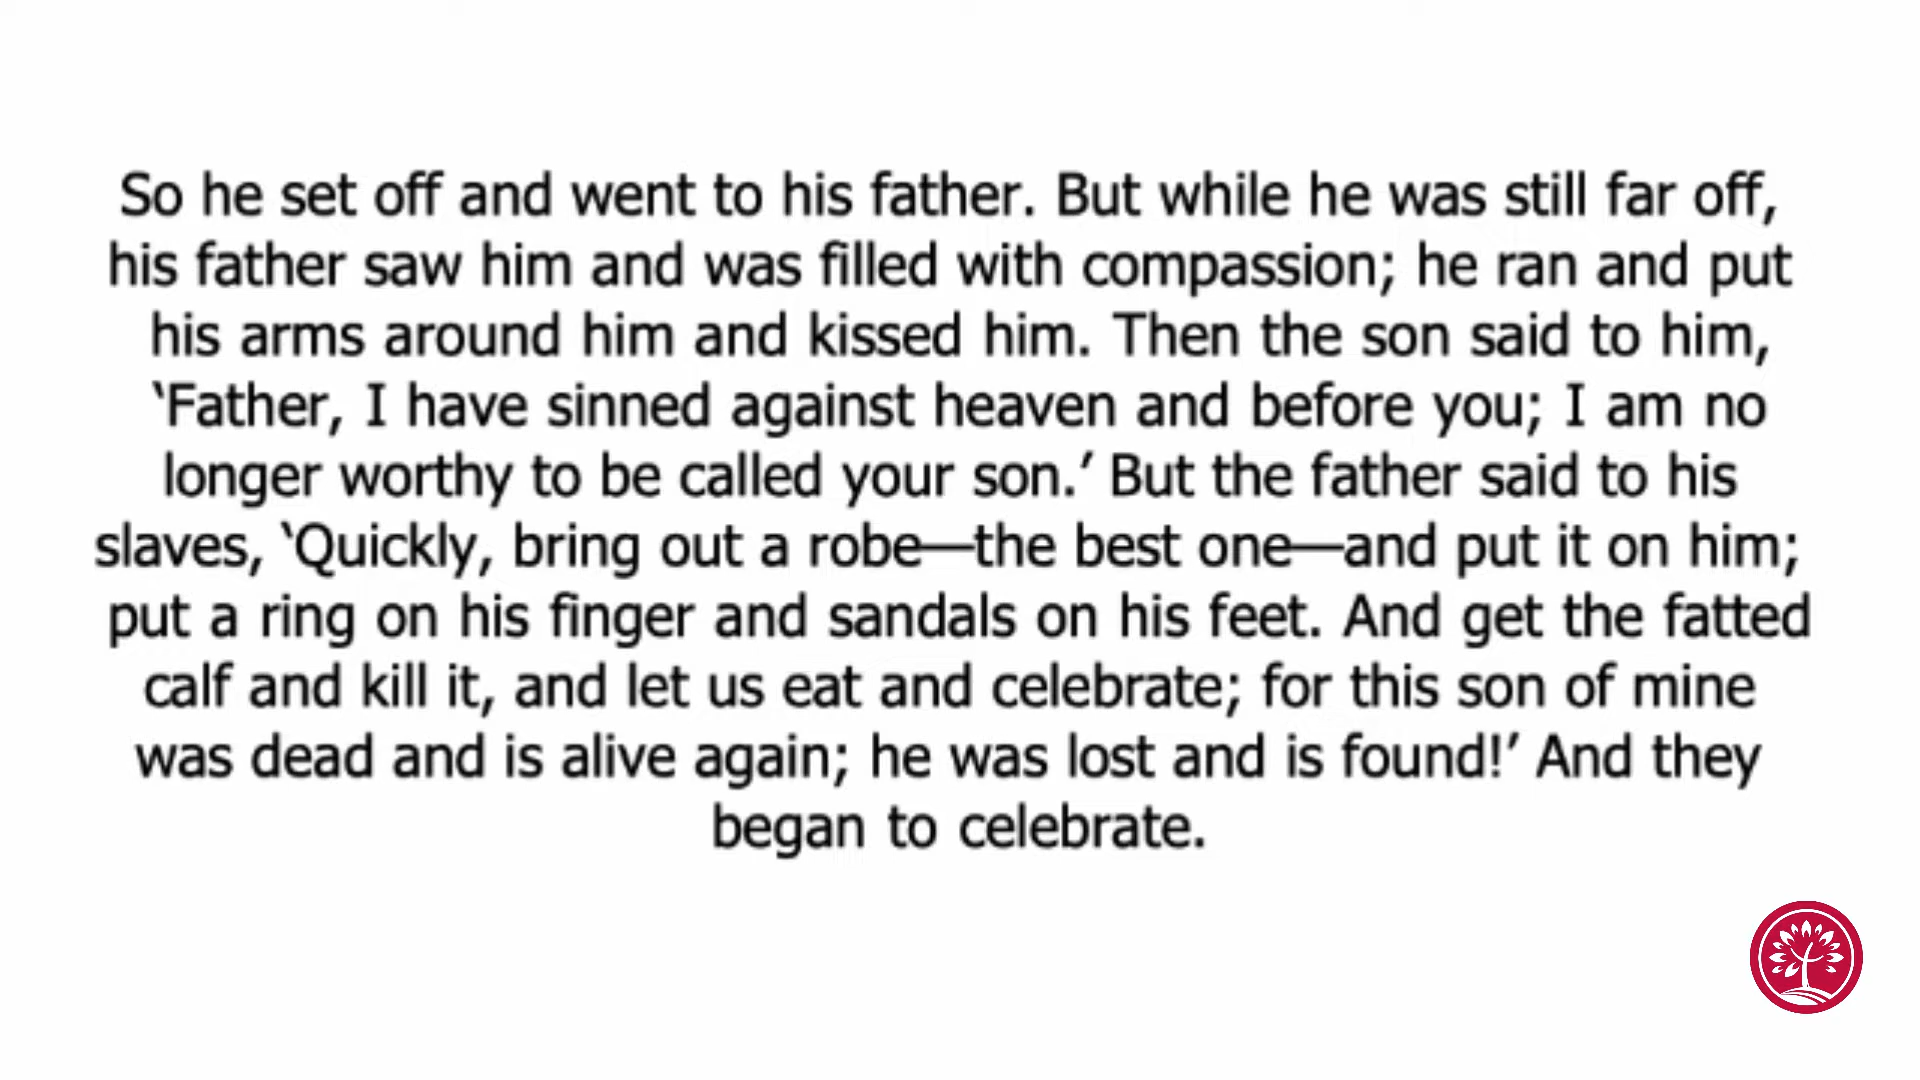 So he set off and went to his father. But while he was still far off,
his father saw him and was filled with compassion; he ran and put
his arms around him and kissed him. Then the son said to him,
‘Father, I have sinned against heaven and before you; I am no
longer worthy to be called your son.’ But the father said to his
slaves, ‘Quickly, bring out a robe—the best one—and put it on him;
put a ring on his finger and sandals on his feet. And get the fatted
calf and kill it, and let us eat and celebrate; for this son of mine
was dead and is alive again; he was lost and is found!’ And they
began to celebrate.